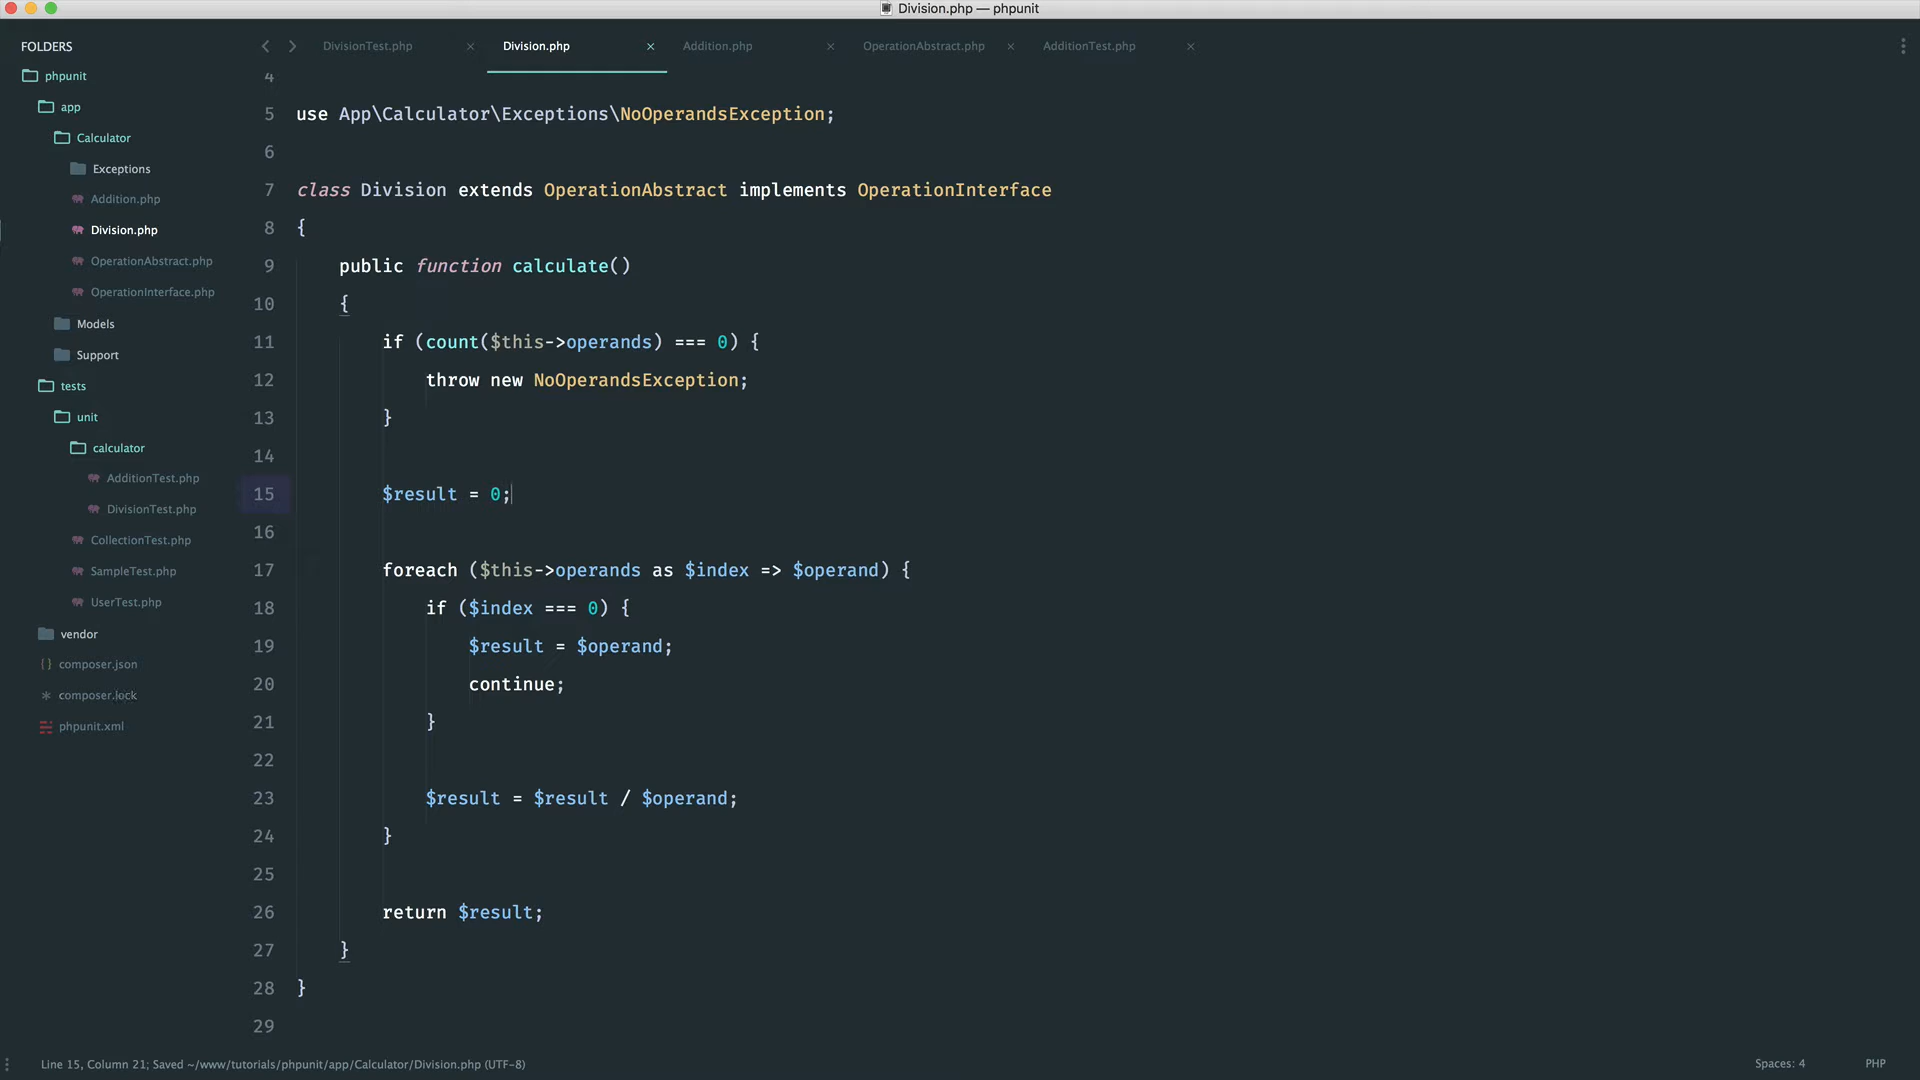 Division.php — phpunit
FOLDERS
phpunit
app
Calculator
Exceptions
Addition.php
Division.php
OperationAbstract.php
OperationInterface.php
Models
Support
tests
unit
calculator
AdditionTest.php
DivisionTest.php
CollectionTest.php
SampleTest.php
UserTest.php
vendor
composer.json
composer.lock
phpunit.xml
DivisionTest.php × Division.php × Addition.php × OperationAbstract.php × AdditionTest.php ×
4
5 use App\Calculator\Exceptions\NoOperandsException;
6
7 class Division extends OperationAbstract implements OperationInterface
8 {
9 public function calculate()
10 {
11 if (count($this->operands) === 0) {
12 throw new NoOperandsException;
13 }
14
15 $result = 0;
16
17 foreach ($this->operands as $index => $operand) {
18 if ($index === 0) {
19 $result = $operand;
20 continue;
21 }
22
23 $result = $result / $operand;
24 }
25
26 return $result;
27 }
28 }
29
Line 15, Column 21; Saved ~/www/tutorials/phpunit/app/Calculator/Division.php (UTF-8)
Spaces: 4 PHP